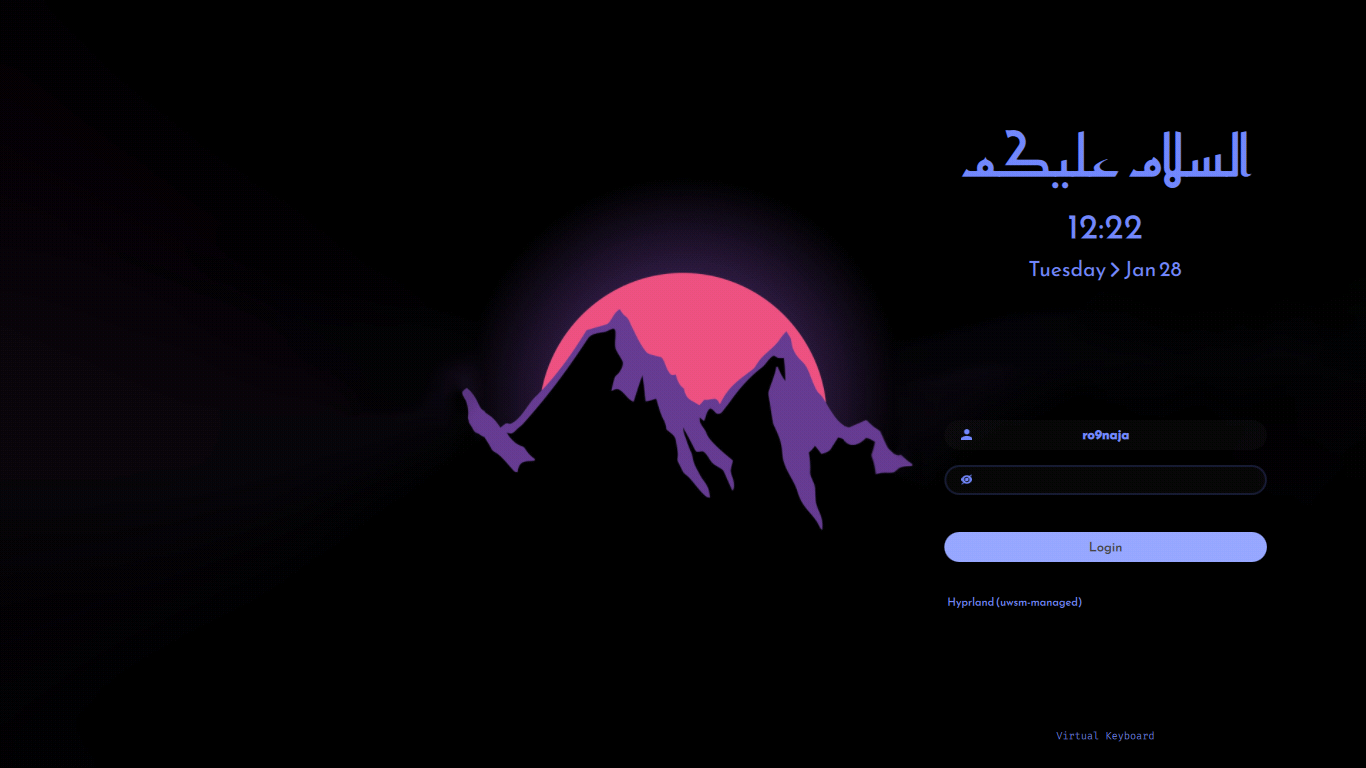 السلام عليكم
12:22
Tuesday > Jan 28
ro9naja
Login
Hyprland (uwsm-managed)
Virtual Keyboard